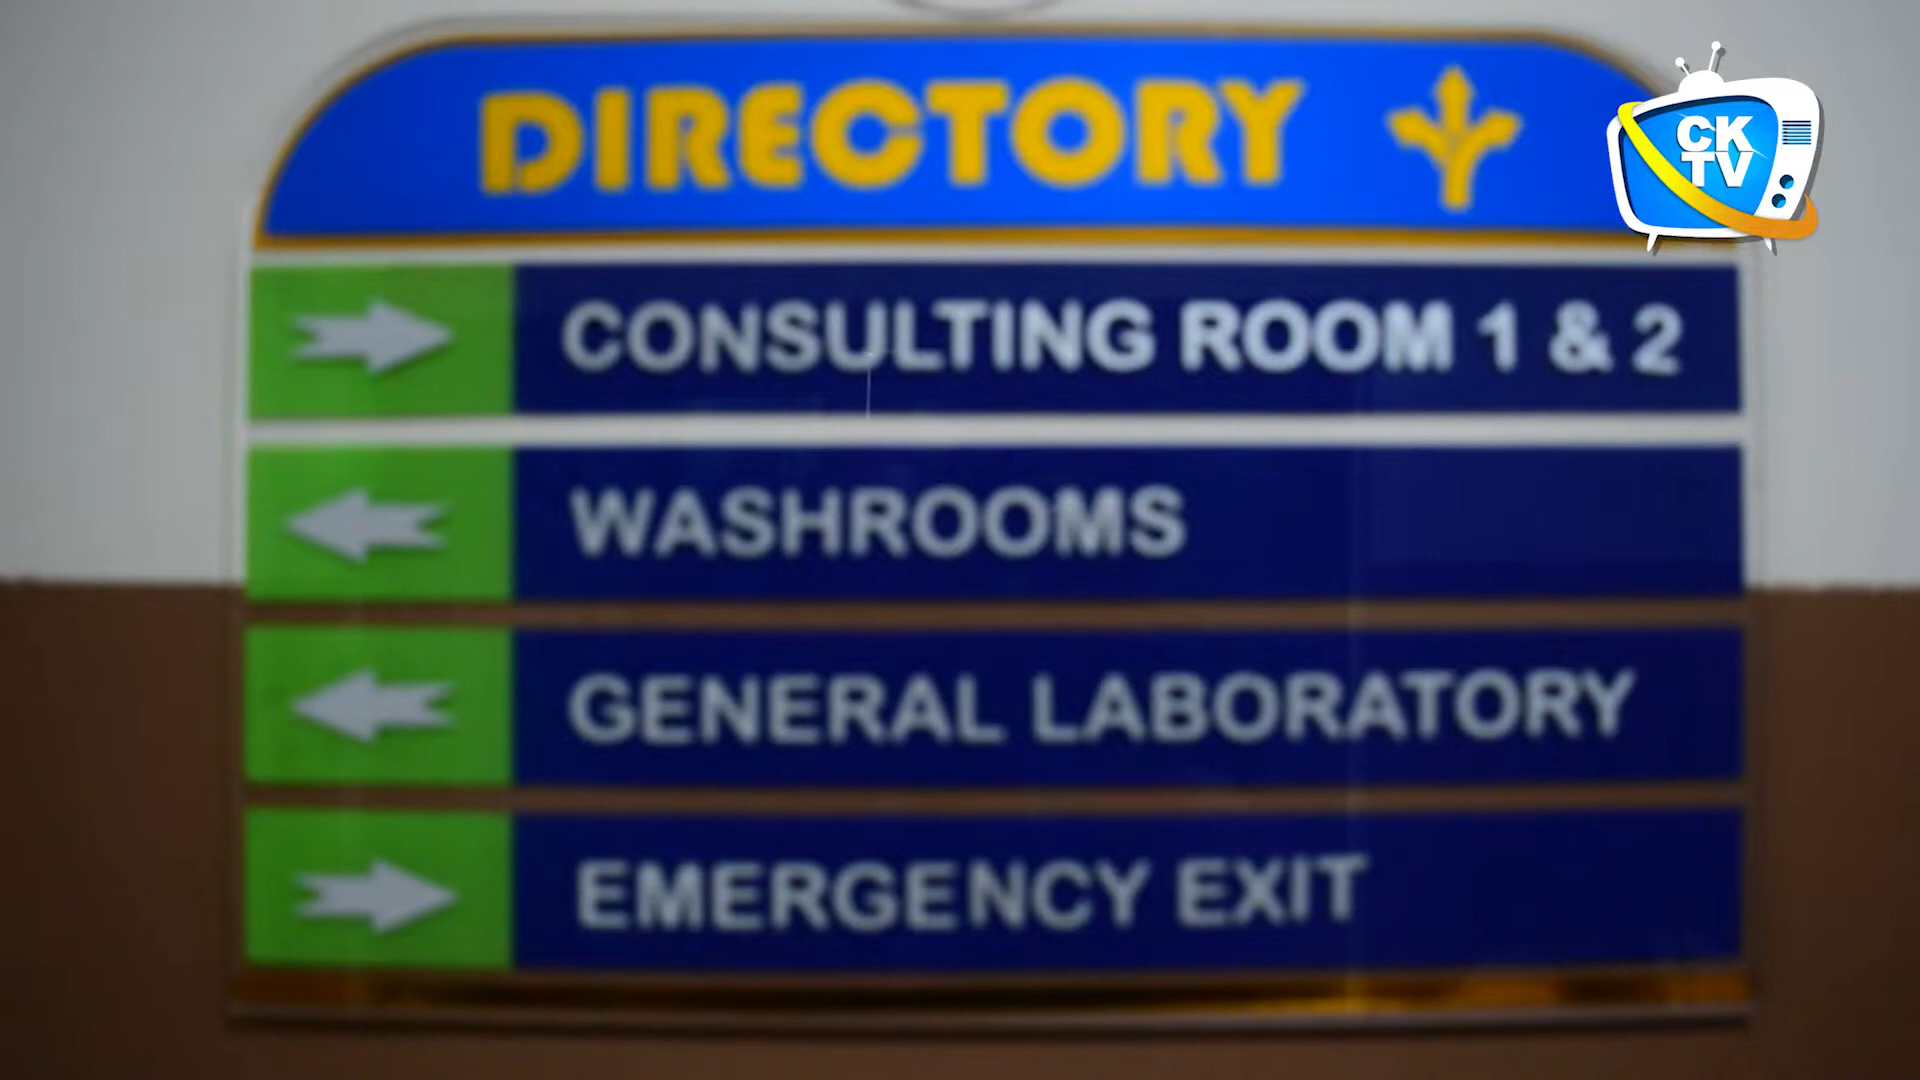 DIRECTORY
CK
TV
CONSULTING ROOM 1 & 2
WASHROOMS
GENERAL LABORATORY
EMERGENCY EXIT